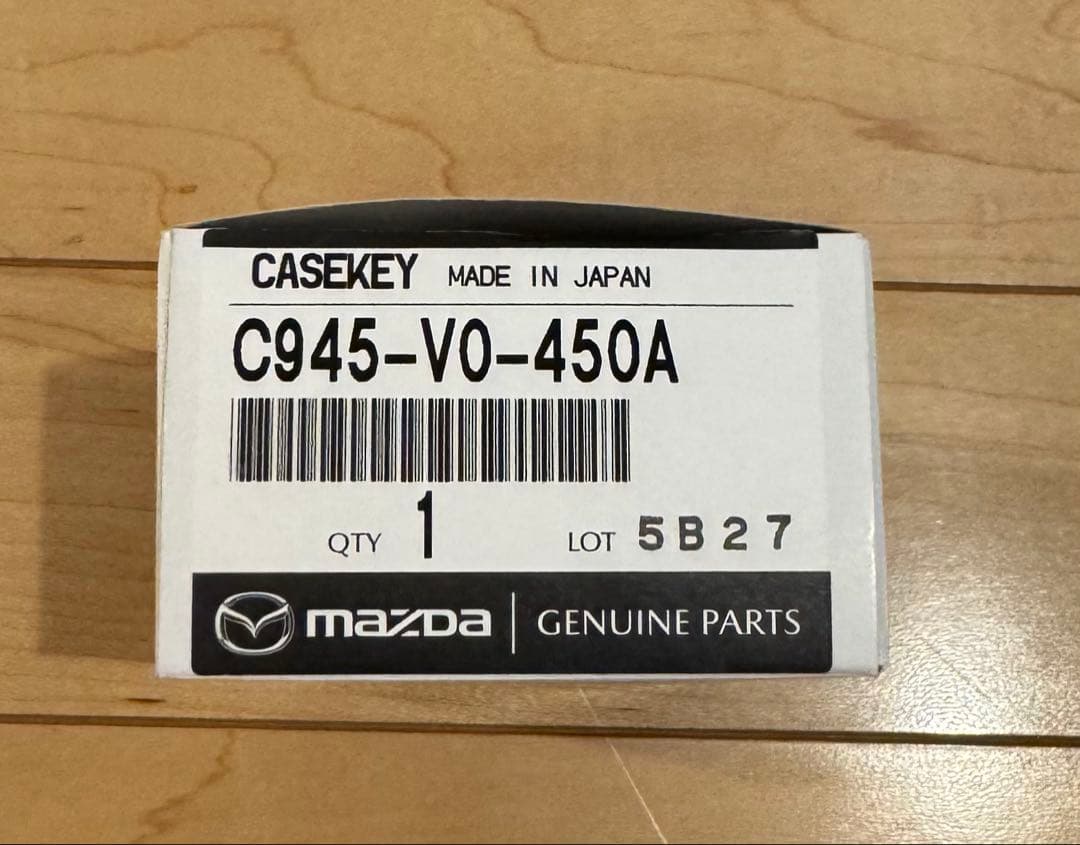 CASEKEY MADE IN JAPAN
C945-V0-450A
QTY 1 LOT 5B27
mazda GENUINE PARTS